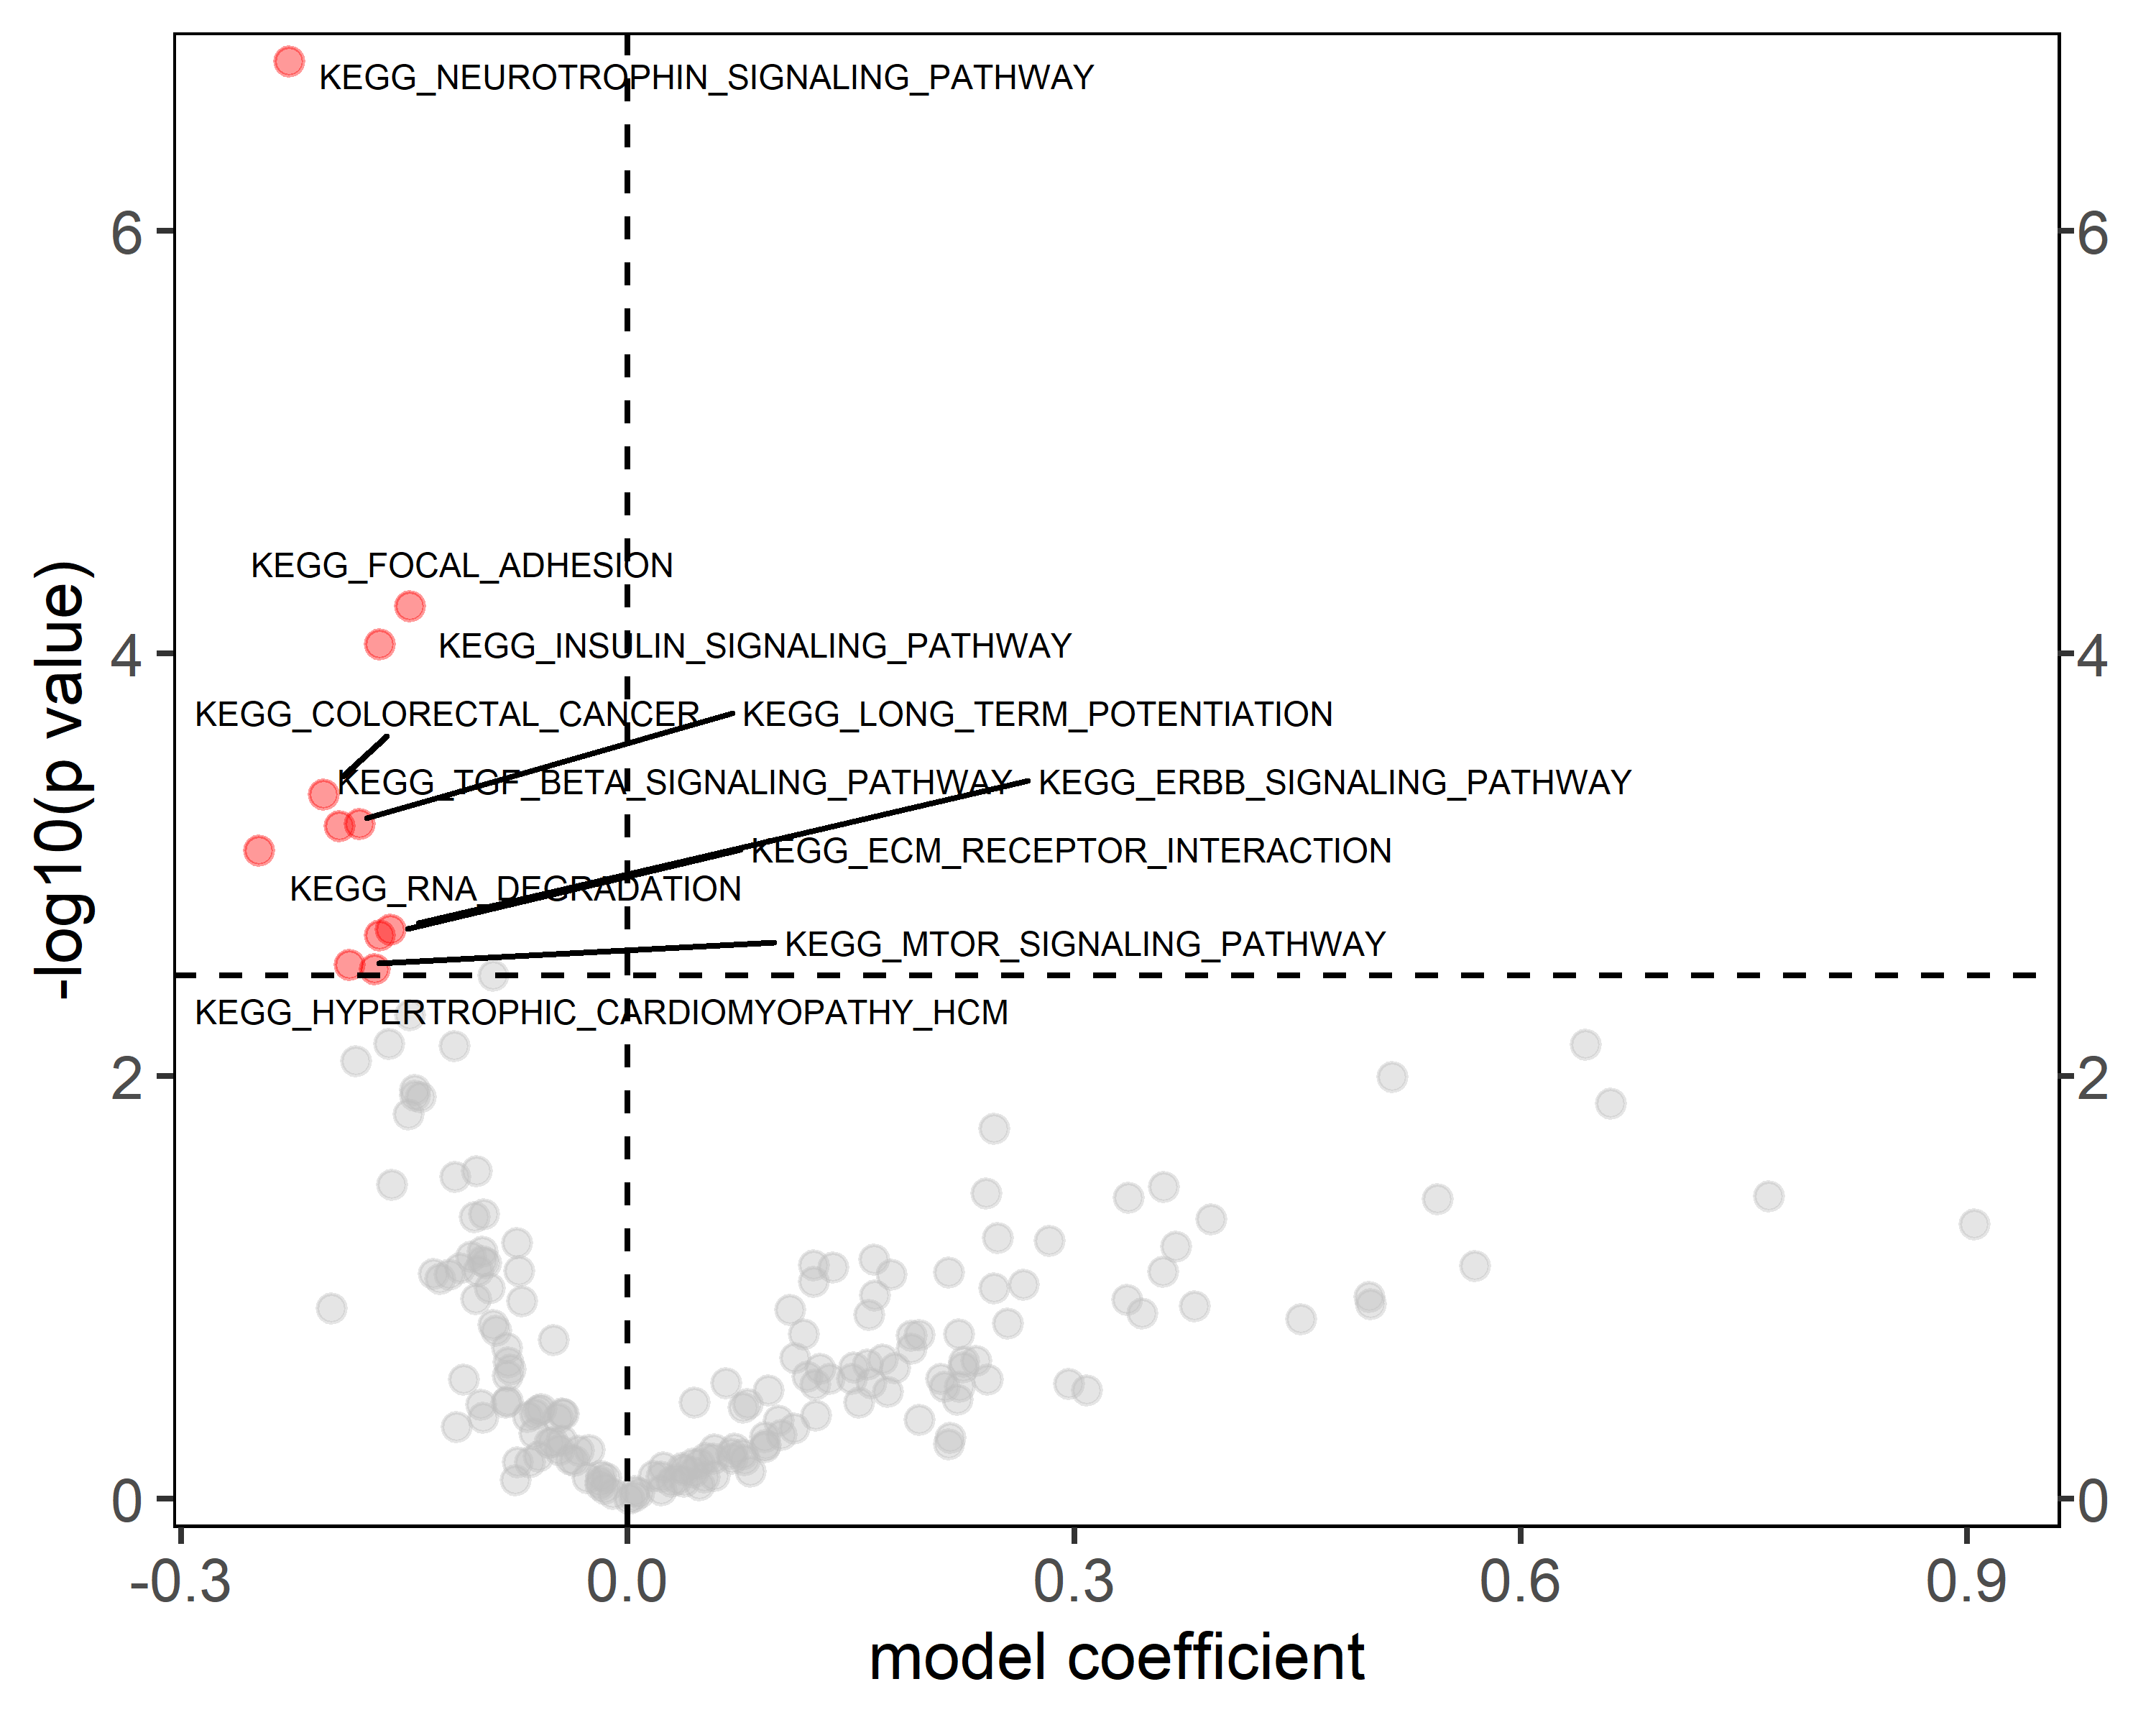 KEGG_NEUROTROPHIN_SIGNALING_PATHWAY
6
6
KEGG_FOCAL_ADHESION
KEGG_INSULIN_SIGNALING_PATHWAY
4
4
KEGG_COLORECTAL_CANCER
KEGG_LONG_TERM_POTENTIATION
KEGG_TGF_BETA_SIGNALING_PATHWAY
KEGG_ERBB_SIGNALING_PATHWAY
KEGG_ECM_RECEPTOR_INTERACTION
KEGG_RNA_DEGRADATION
KEGG_MTOR_SIGNALING_PATHWAY
KEGG_HYPERTROPHIC_CARDIOMYOPATHY_HCM
-log10(p value)
2
2
0
0
-0.3
0.0
0.3
0.6
0.9
model coefficient